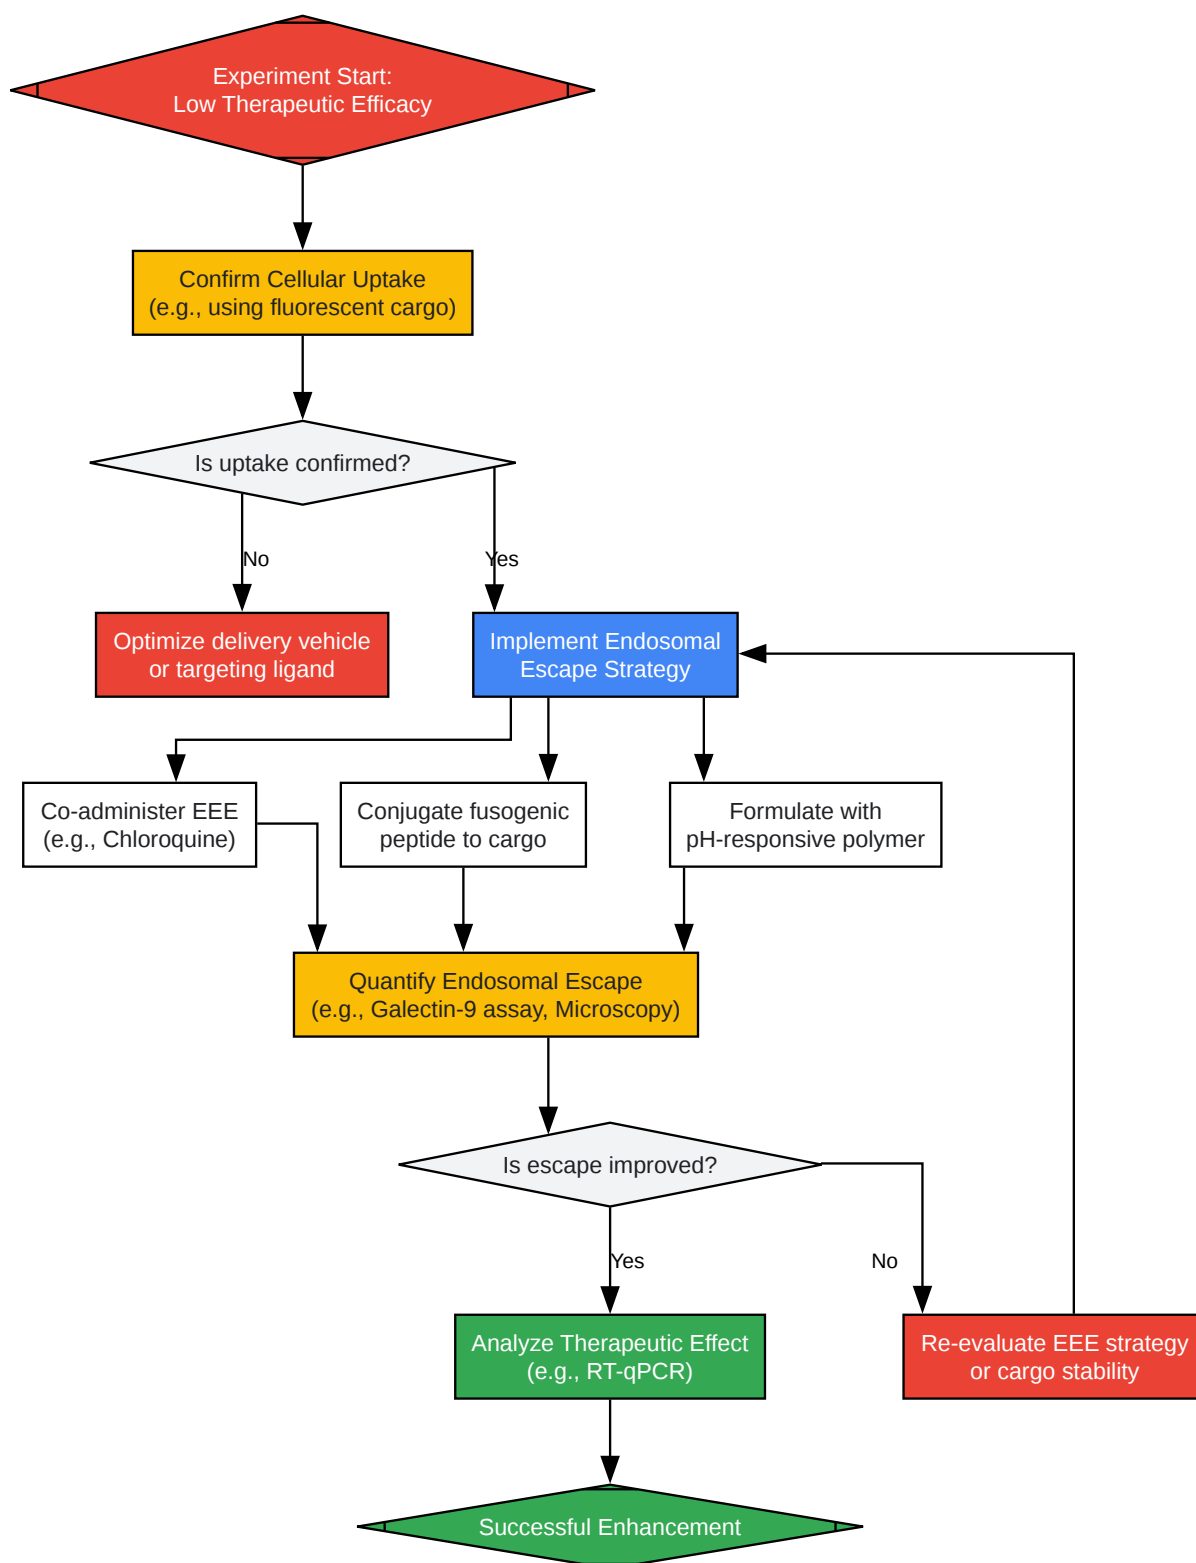 Experiment Start:
Low Therapeutic Efficacy
Confirm Cellular Uptake
(e.g., using fluorescent cargo)
Is uptake confirmed?
No
Yes
Optimize delivery vehicle
or targeting ligand
Implement Endosomal
Escape Strategy
Co-administer EEE
(e.g., Chloroquine)
Conjugate fusogenic
peptide to cargo
Formulate with
pH-responsive polymer
Quantify Endosomal Escape
(e.g., Galectin-9 assay, Microscopy)
Is escape improved?
Yes
No
Analyze Therapeutic Effect
(e.g., RT-qPCR)
Re-evaluate EEE strategy
or cargo stability
Successful Enhancement